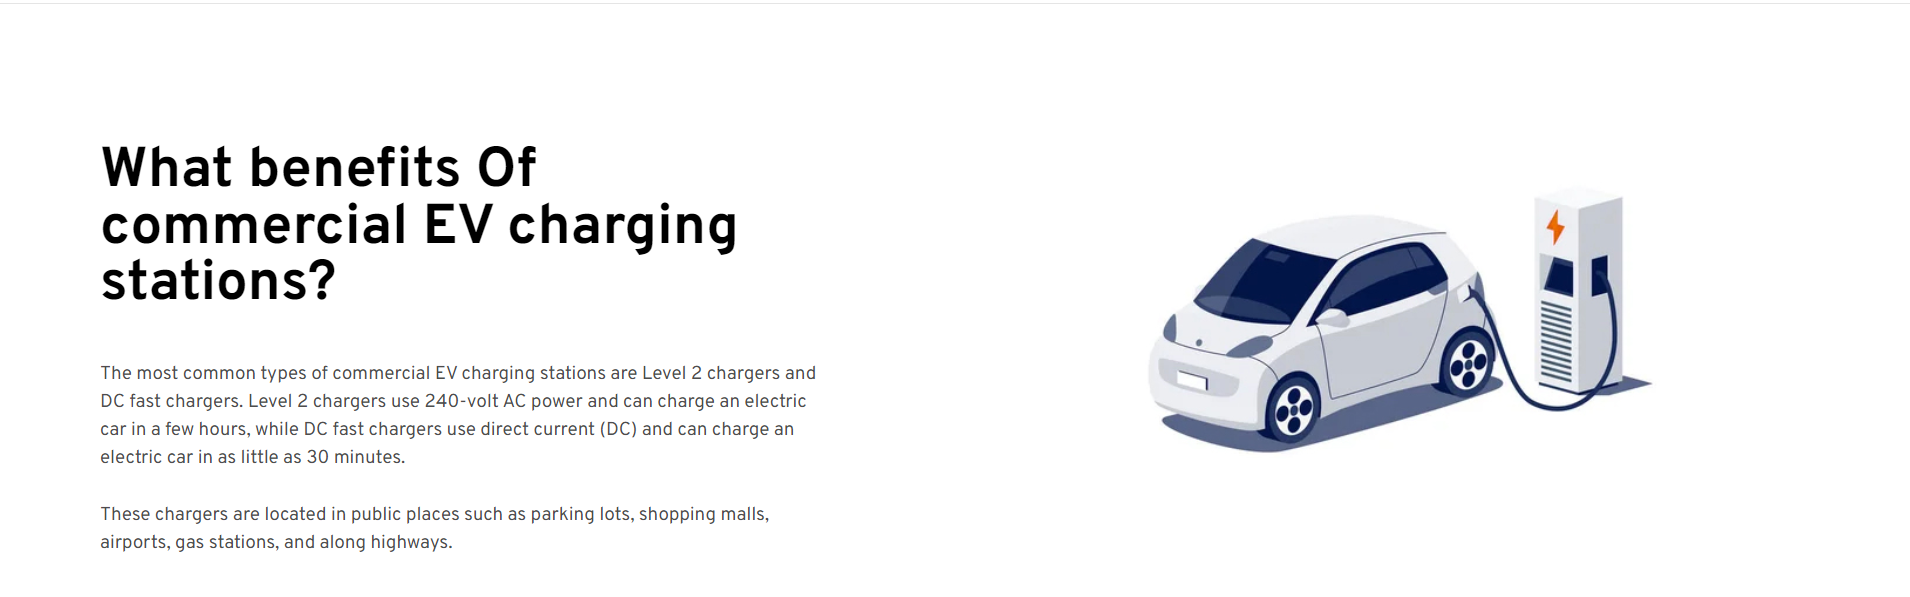 What benefits Of
commercial EV charging
stations?
The most common types of commercial EV charging stations are Level 2 chargers and
DC fast chargers. Level 2 chargers use 240-volt AC power and can charge an electric
car in a few hours, while DC fast chargers use direct current (DC) and can charge an
electric car in as little as 30 minutes.
These chargers are located in public places such as parking lots, shopping malls,
airports, gas stations, and along highways.